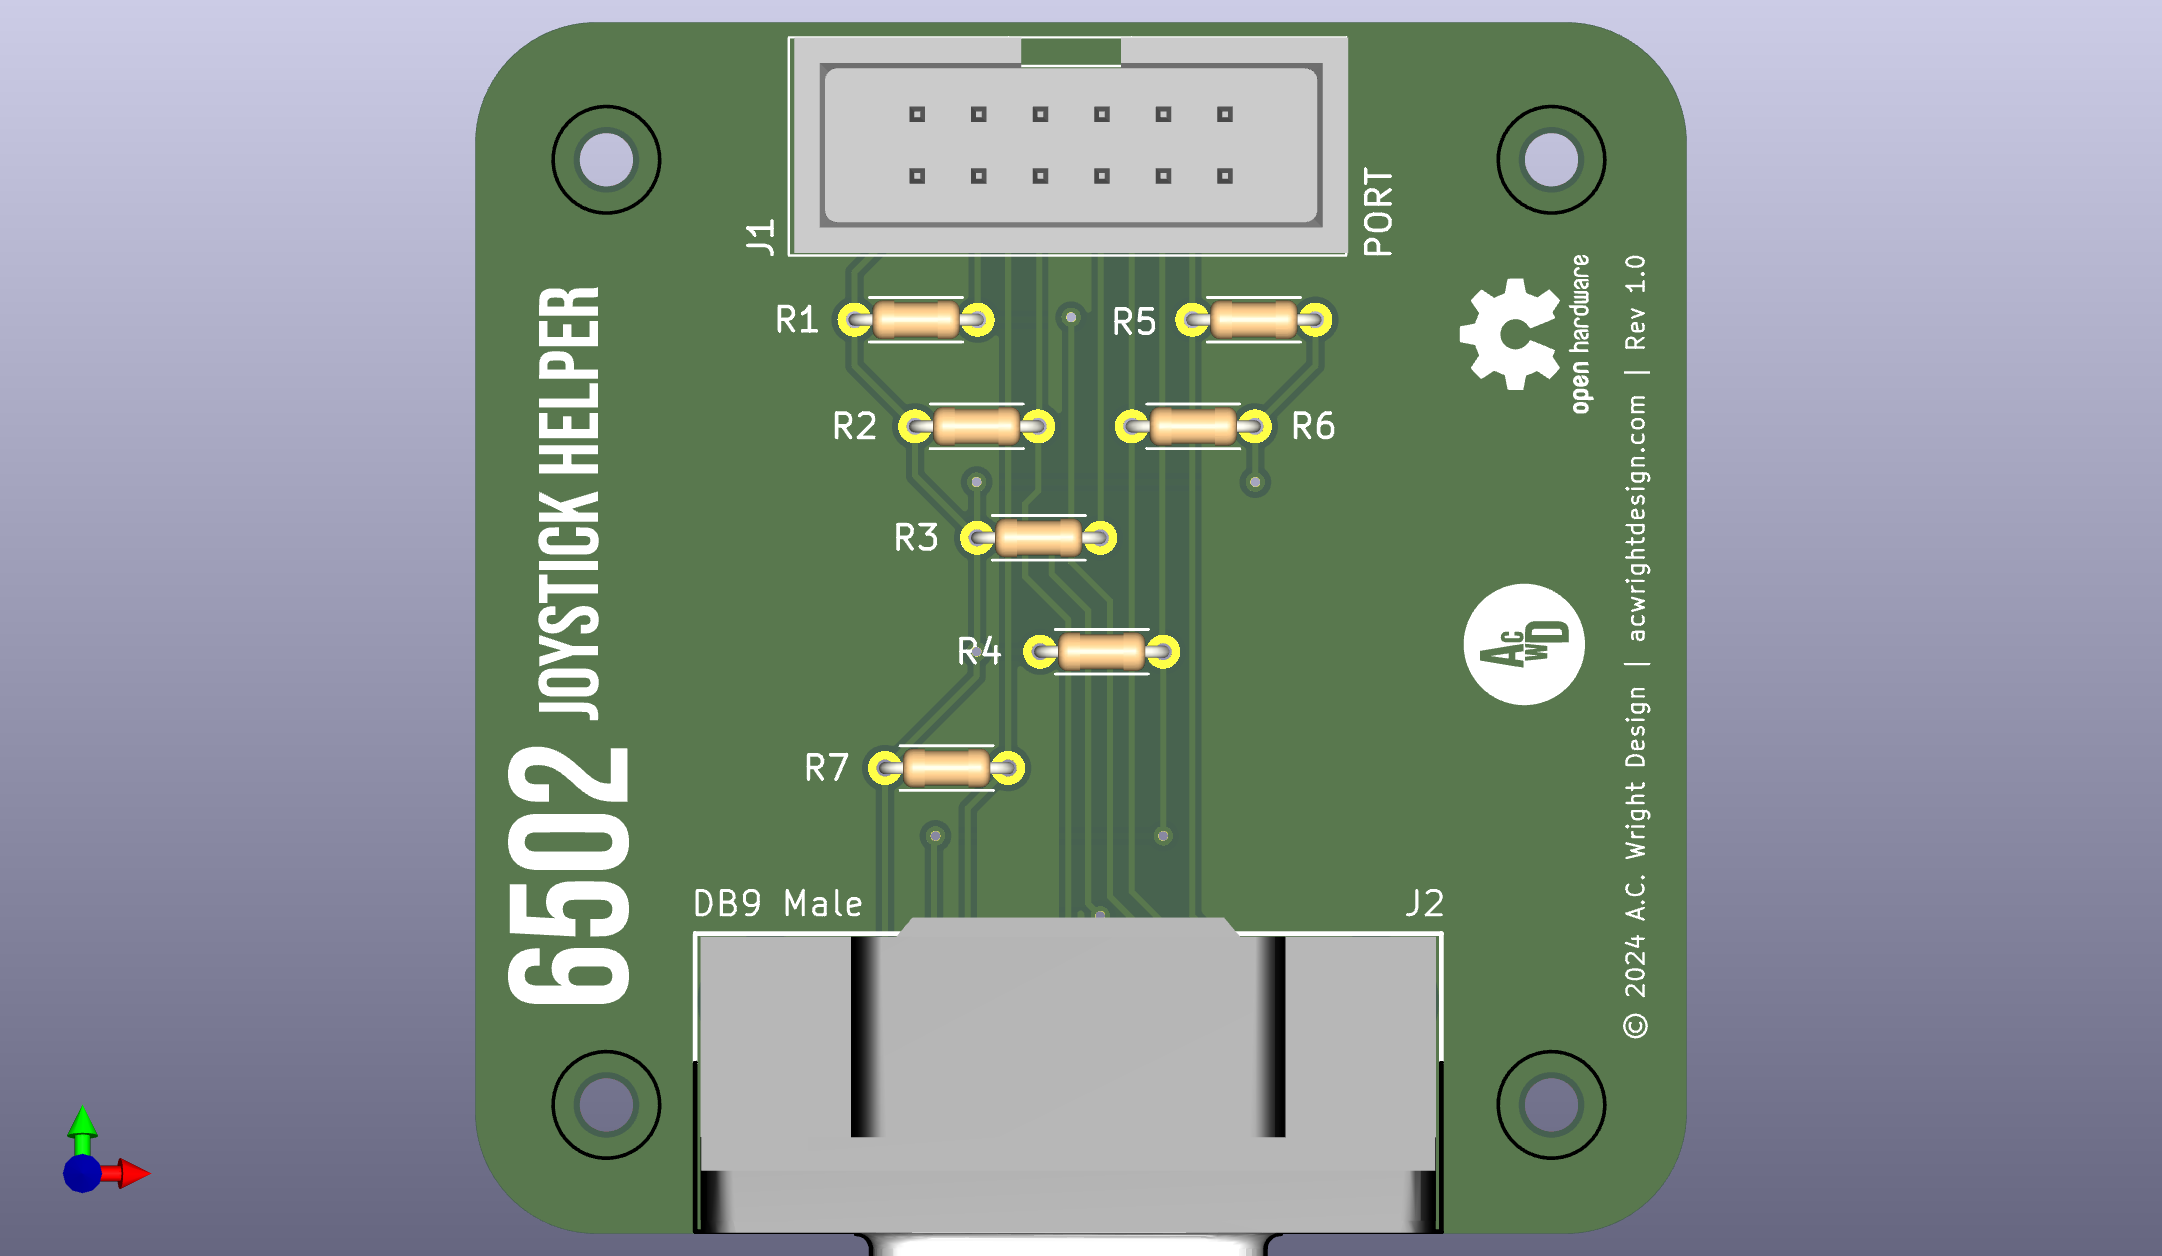 J1
PORT
R1
R5
R2
R6
R3
R4
R7
DB9 Male
J2
6502 JOYSTICK HELPER
open hardware
ACWD
© 2024 A.C. Wright Design | acwrightdesign.com | Rev 1.0